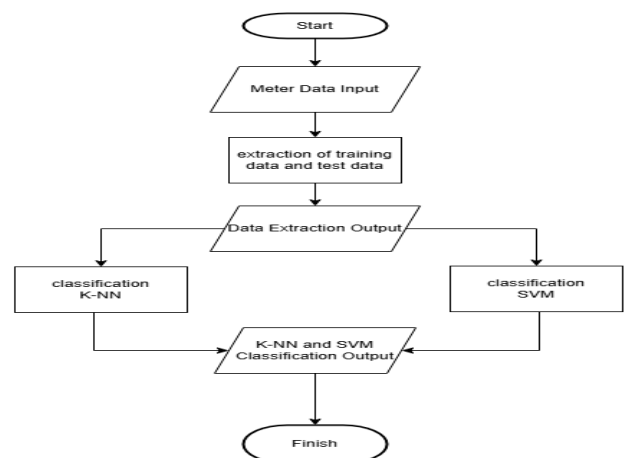 Start
Meter Data Input
extraction of training
data and test data
Data Extraction Output
classification
K-NN
classification
SVM
K-NN and SVM
Classification Output
Finish